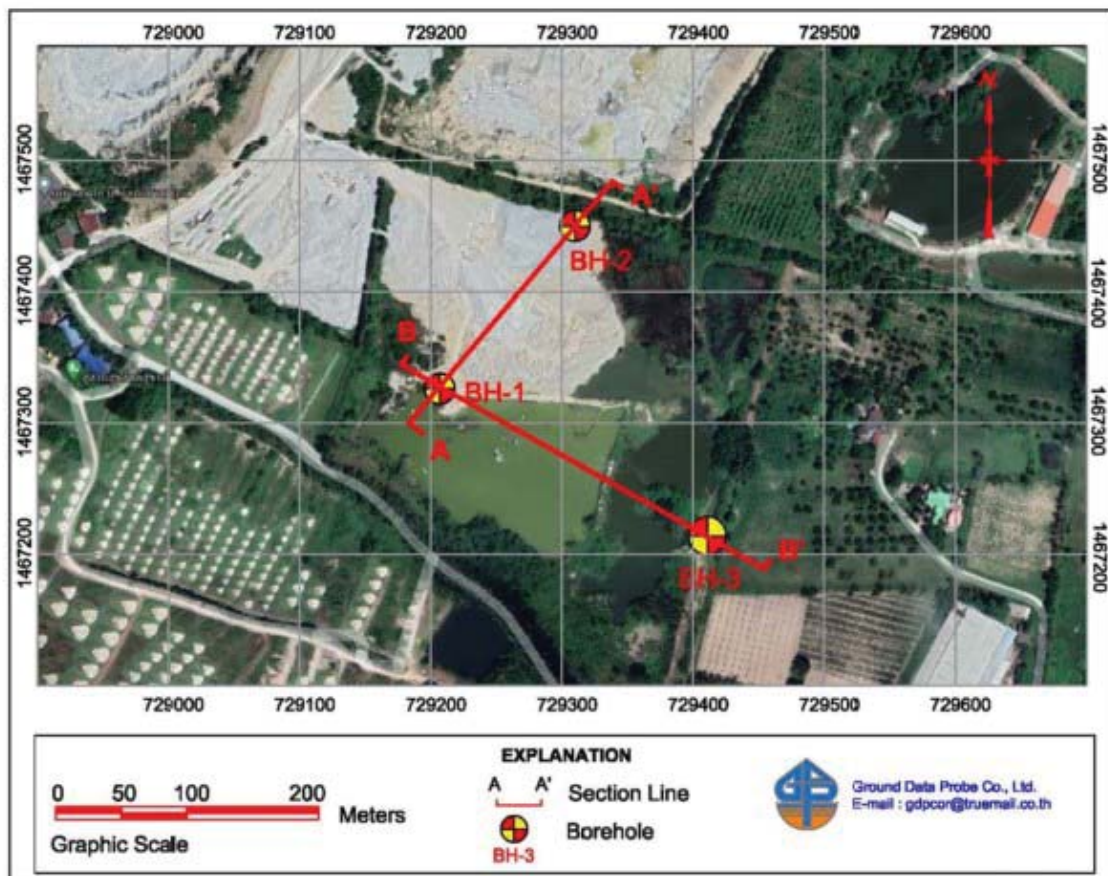 729000 729100 729200 729300 729400 729500 729600
1467500 1467500
N
A'
BH-2
1467400 1467400
B
BH-1
1467300 1467300
A
B'
BH-3
1467200 1467200
729000 729100 729200 729300 729400 729500 729600
EXPLANATION
0 50 100 200
Meters
Graphic Scale
A A'
Section Line
Borehole
BH-3
Ground Data Probe Co., Ltd.
E-mail : gdpcor@truemail.co.th